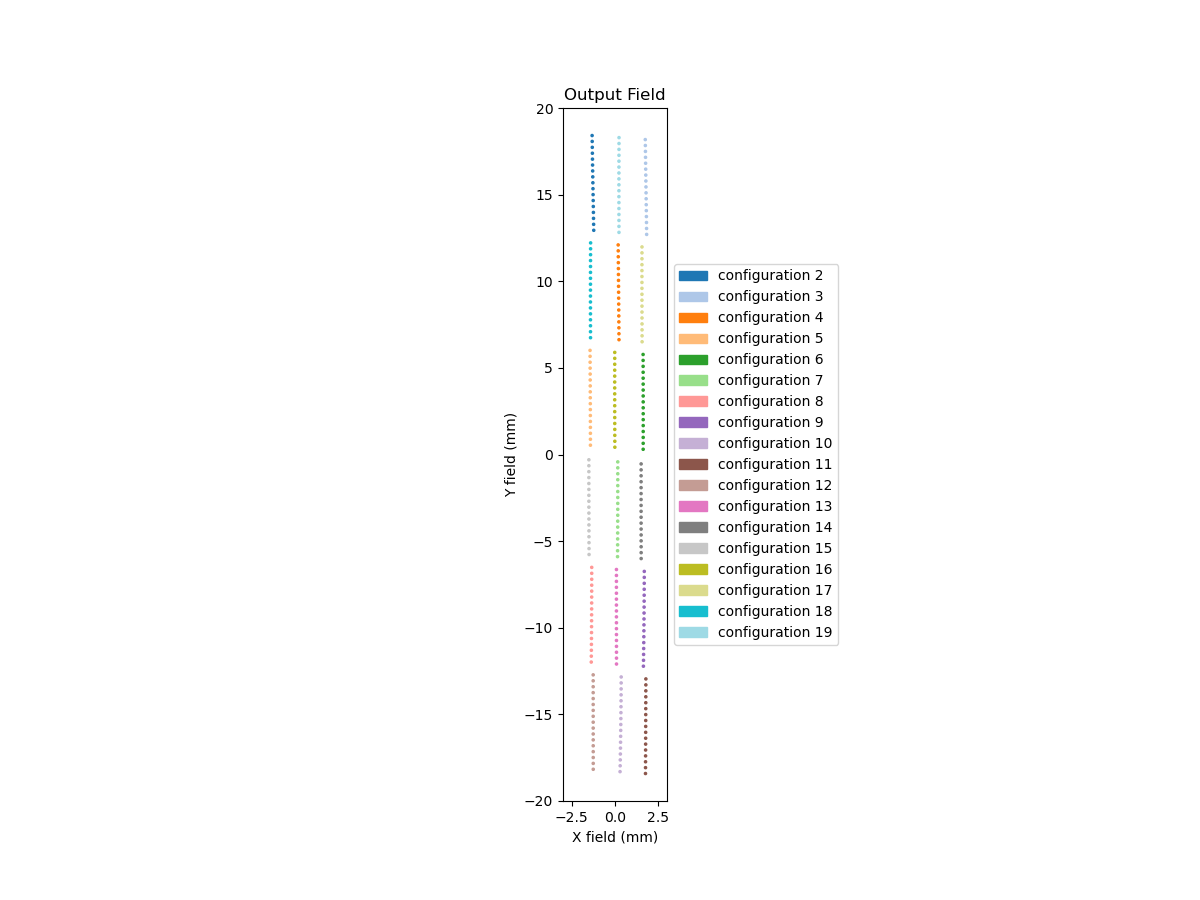 Output Field
20
15
10
5
0
−5
−10
−15
−20
Y field (mm)
−2.5 0.0 2.5
X field (mm)
configuration 2
configuration 3
configuration 4
configuration 5
configuration 6
configuration 7
configuration 8
configuration 9
configuration 10
configuration 11
configuration 12
configuration 13
configuration 14
configuration 15
configuration 16
configuration 17
configuration 18
configuration 19